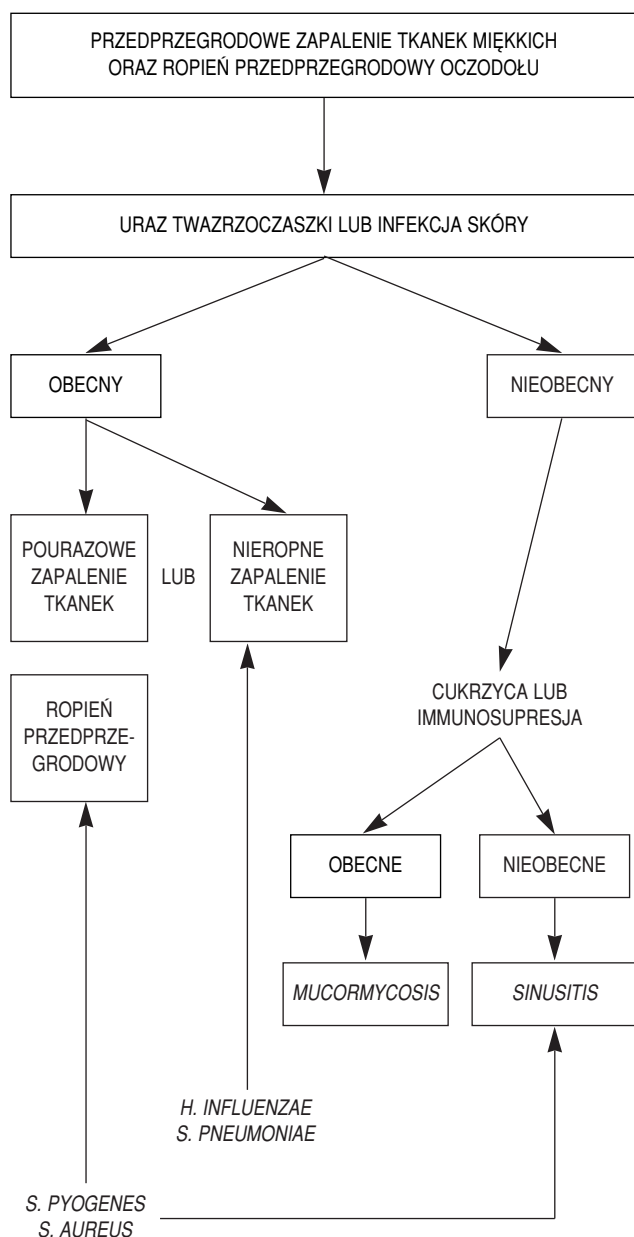 PRZEDPRZEGRODOWE ZAPALENIE TKANEK MIĘKKICH
ORAZ ROPIEŃ PRZEDPRZEGRODOWY OCZODOŁU
URAZ TWAZRZOCZASZKI LUB INFEKCJA SKÓRY
OBECNY
NIEOBECNY
POURAZOWE
ZAPALENIE
TKANEK
LUB
NIEROPNE
ZAPALENIE
TKANEK
ROPIEŃ
PRZEDPRZE-
GRODOWY
CUKRZYCA LUB
IMMUNOSUPRESJA
OBECNE
NIEOBECNE
MUCORMYCOSIS
SINUSITIS
H. INFLUENZAE
S. PNEUMONIAE
S. PYOGENES
S. AUREUS